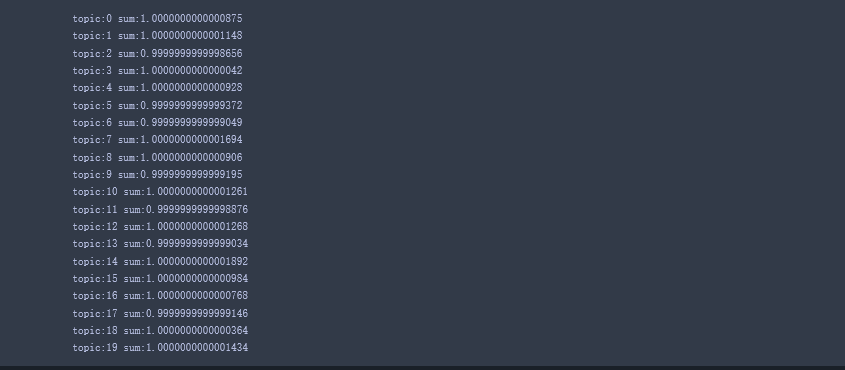 topic:0 sum:1.0000000000000875
topic:1 sum:1.0000000000001148
topic:2 sum:0.9999999999998656
topic:3 sum:1.0000000000000042
topic:4 sum:1.0000000000000928
topic:5 sum:0.9999999999999372
topic:6 sum:0.9999999999999049
topic:7 sum:1.0000000000001694
topic:8 sum:1.0000000000000906
topic:9 sum:0.9999999999999195
topic:10 sum:1.0000000000001261
topic:11 sum:0.9999999999998876
topic:12 sum:1.0000000000001268
topic:13 sum:0.9999999999999034
topic:14 sum:1.0000000000001892
topic:15 sum:1.0000000000000984
topic:16 sum:1.0000000000000768
topic:17 sum:0.9999999999999146
topic:18 sum:1.0000000000000364
topic:19 sum:1.0000000000001434